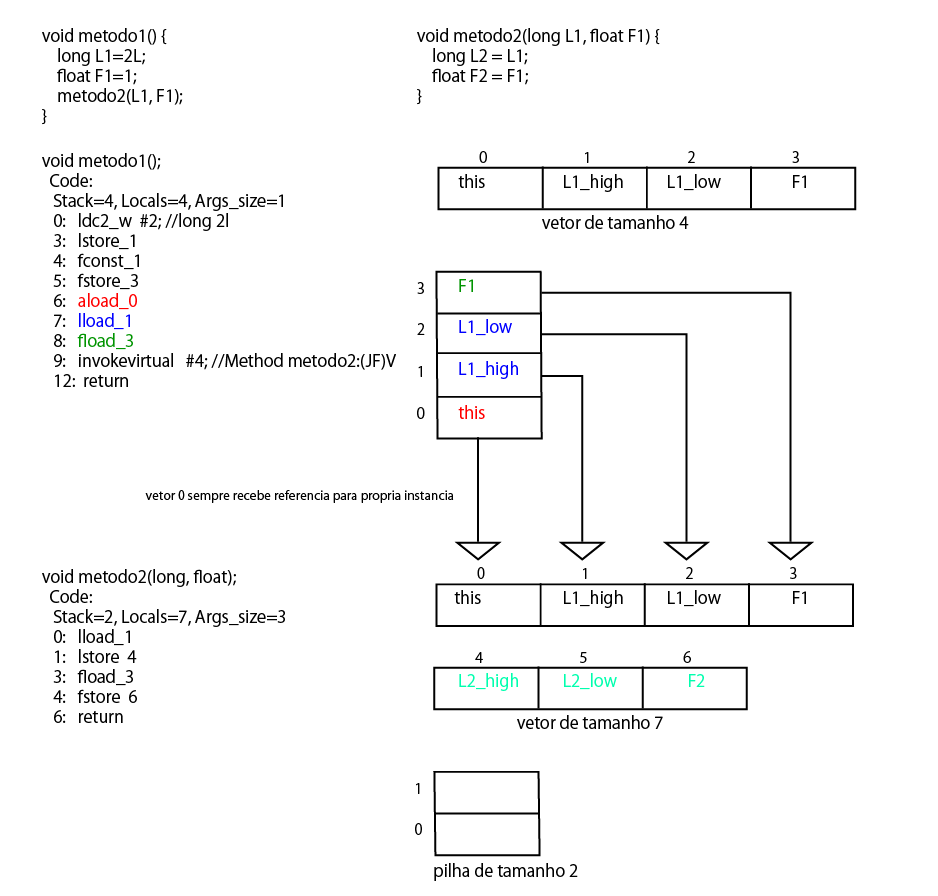 void metodo1() {
long L1=2L;
float F1=1;
metodo2(L1, F1);
}
void metodo2(long L1, float F1) {
long L2 = L1;
float F2 = F1;
}
void metodo1();
Code:
Stack=4, Locals=4, Args_size=1
0: ldc2_w #2; //long 2l
3: lstore_1
4: fconst_1
5: fstore_3
6: aload_0
7: lload_1
8: fload_3
9: invokevirtual #4; //Method metodo2:(JF)V
12: return
0 1 2 3
this L1_high L1_low F1
vetor de tamanho 4
3 F1
2 L1_low
1 L1_high
0 this
vetor 0 sempre recebe referencia para propria instancia
void metodo2(long, float);
Code:
Stack=2, Locals=7, Args_size=3
0: lload_1
1: lstore 4
3: fload_3
4: fstore 6
6: return
0 1 2 3
this L1_high L1_low F1
4 5 6
L2_high L2_low F2
vetor de tamanho 7
1
0
pilha de tamanho 2